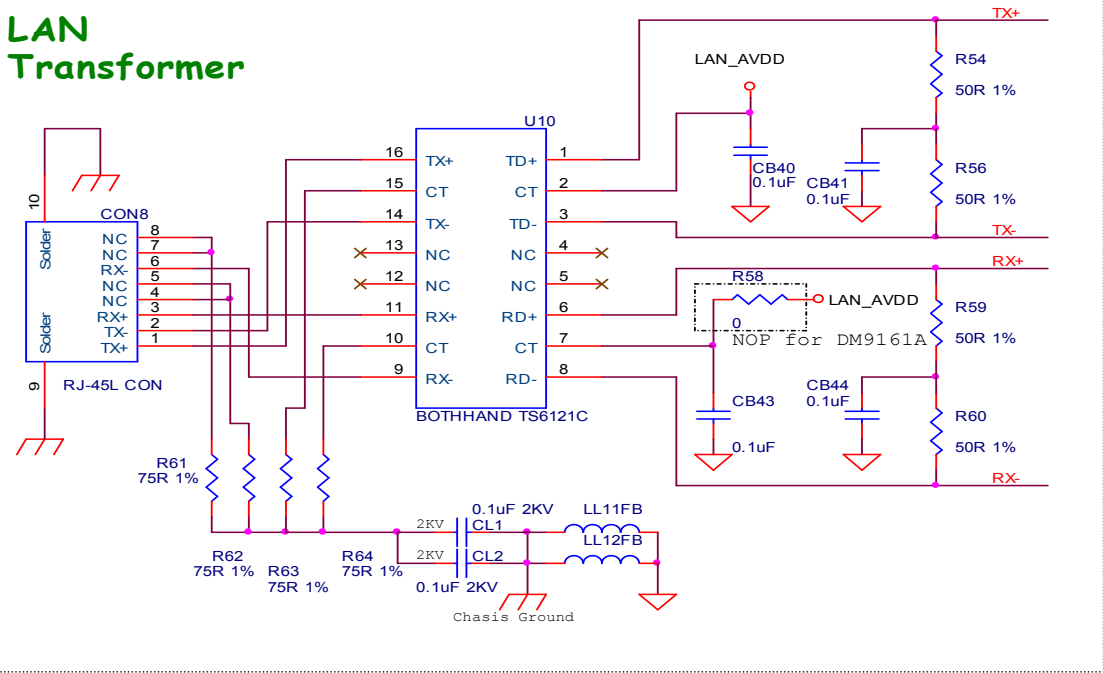 LAN
Transformer
TX+
LAN_AVDD
R54
50R 1%
U10
16
TX+
TD+
1
CB40
0.1uF
CB41
0.1uF
R56
50R 1%
15
CT
CT
2
10
CON8
14
TX-
TD-
3
TX-
Solder
NC
8
NC
7
RX-
6
NC
5
NC
4
RX+
3
TX-
2
TX+
1
Solder
9
RJ-45L CON
13
NC
NC
4
12
NC
NC
5
11
RX+
RD+
6
10
CT
CT
7
9
RX-
RD-
8
BOTHHAND TS6121C
RX+
R58
LAN_AVDD
0
NOP for DM9161A
R59
50R 1%
CB43
0.1uF
CB44
0.1uF
R60
50R 1%
RX-
R61
75R 1%
R62
75R 1%
R63
75R 1%
R64
75R 1%
0.1uF 2KV
2KV
CL1
2KV
CL2
0.1uF 2KV
LL11FB
LL12FB
Chasis Ground